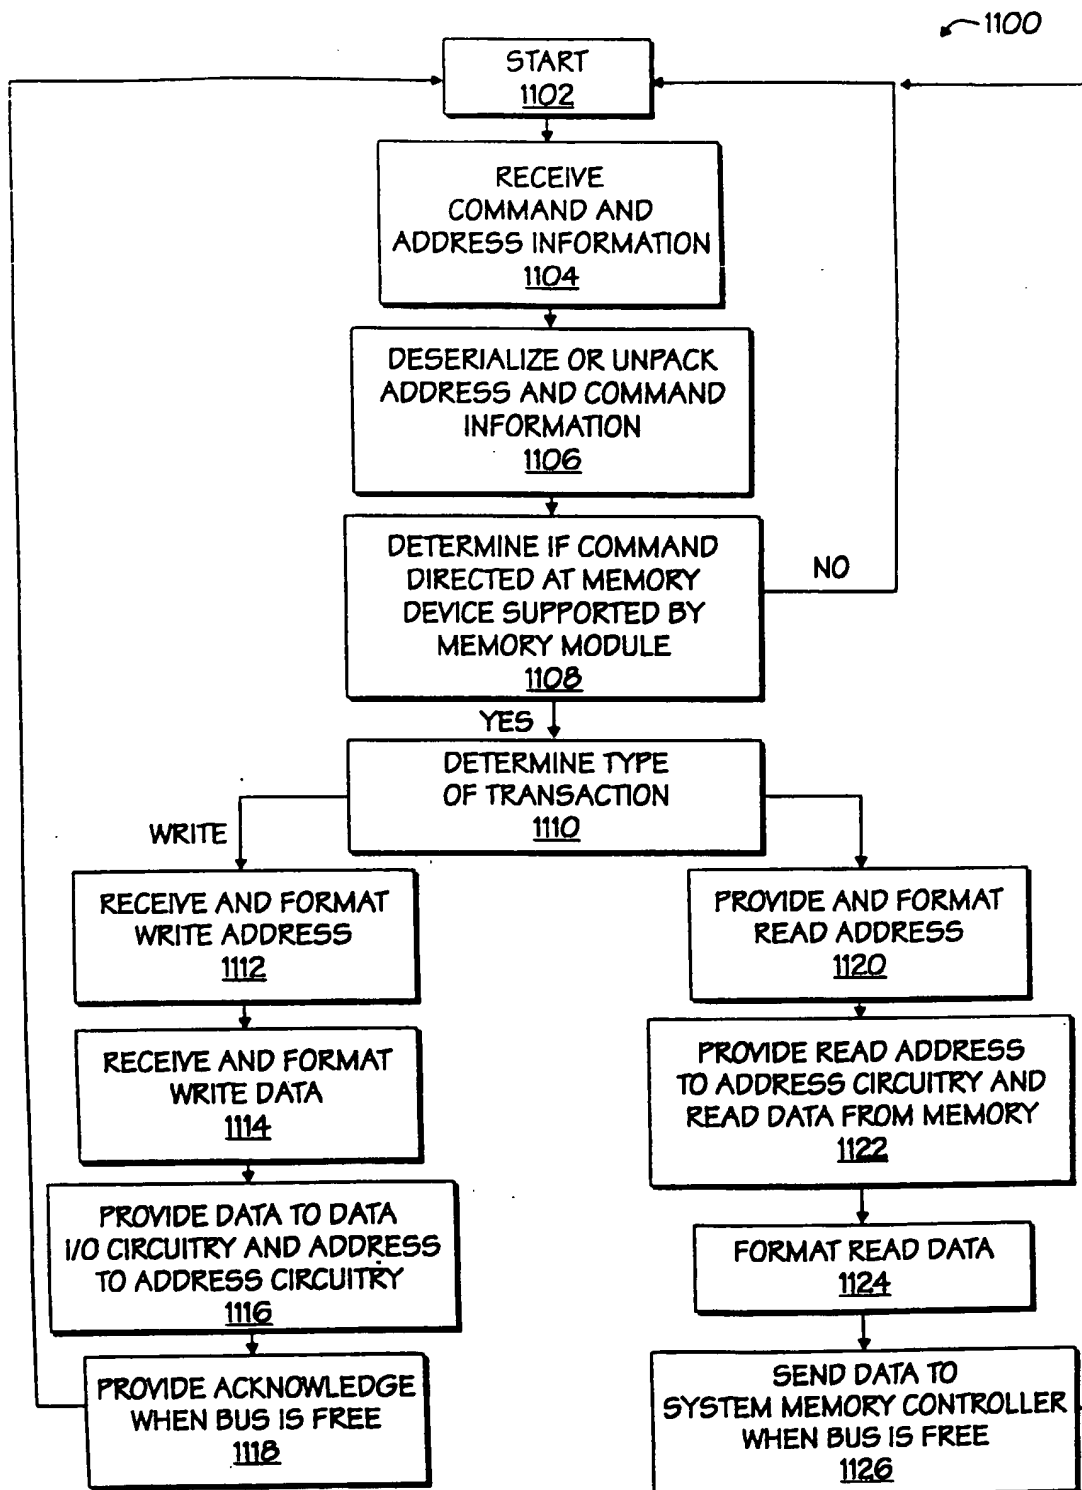 1100
START
1102
RECEIVE
COMMAND AND
ADDRESS INFORMATION
1104
DESERIALIZE OR UNPACK
ADDRESS AND COMMAND
INFORMATION
1106
DETERMINE IF COMMAND
DIRECTED AT MEMORY
DEVICE SUPPORTED BY
MEMORY MODULE
1108
NO
YES
DETERMINE TYPE
OF TRANSACTION
1110
WRITE
RECEIVE AND FORMAT
WRITE ADDRESS
1112
RECEIVE AND FORMAT
WRITE DATA
1114
PROVIDE DATA TO DATA
I/O CIRCUITRY AND ADDRESS
TO ADDRESS CIRCUITRY
1116
PROVIDE ACKNOWLEDGE
WHEN BUS IS FREE
1118
PROVIDE AND FORMAT
READ ADDRESS
1120
PROVIDE READ ADDRESS
TO ADDRESS CIRCUITRY AND
READ DATA FROM MEMORY
1122
FORMAT READ DATA
1124
SEND DATA TO
SYSTEM MEMORY CONTROLLER
WHEN BUS IS FREE
1126